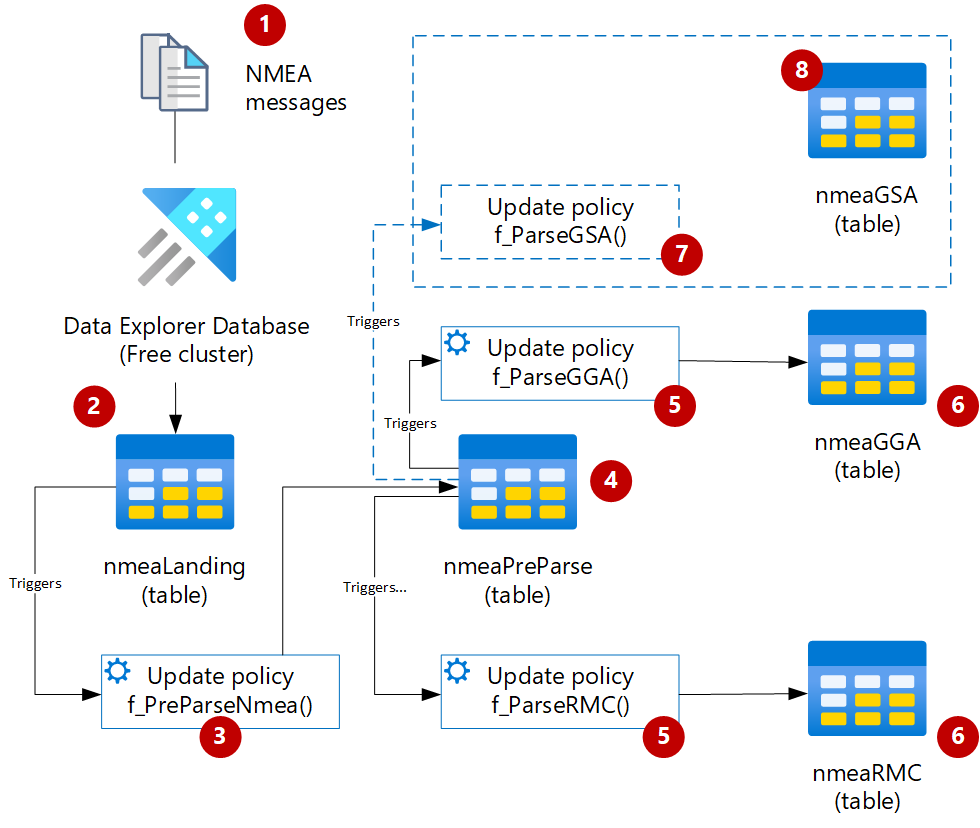 1
NMEA
messages
Data Explorer Database
(Free cluster)
2
nmeaLanding
(table)
Triggers
Update policy
f_PreParseNmea()
3
4
nmeaPreParse
(table)
Triggers
Update policy
f_ParseGGA()
5
6
nmeaGGA
(table)
Triggers...
Update policy
f_ParseRMC()
5
6
nmeaRMC
(table)
Triggers
Update policy
f_ParseGSA()
7
8
nmeaGSA
(table)